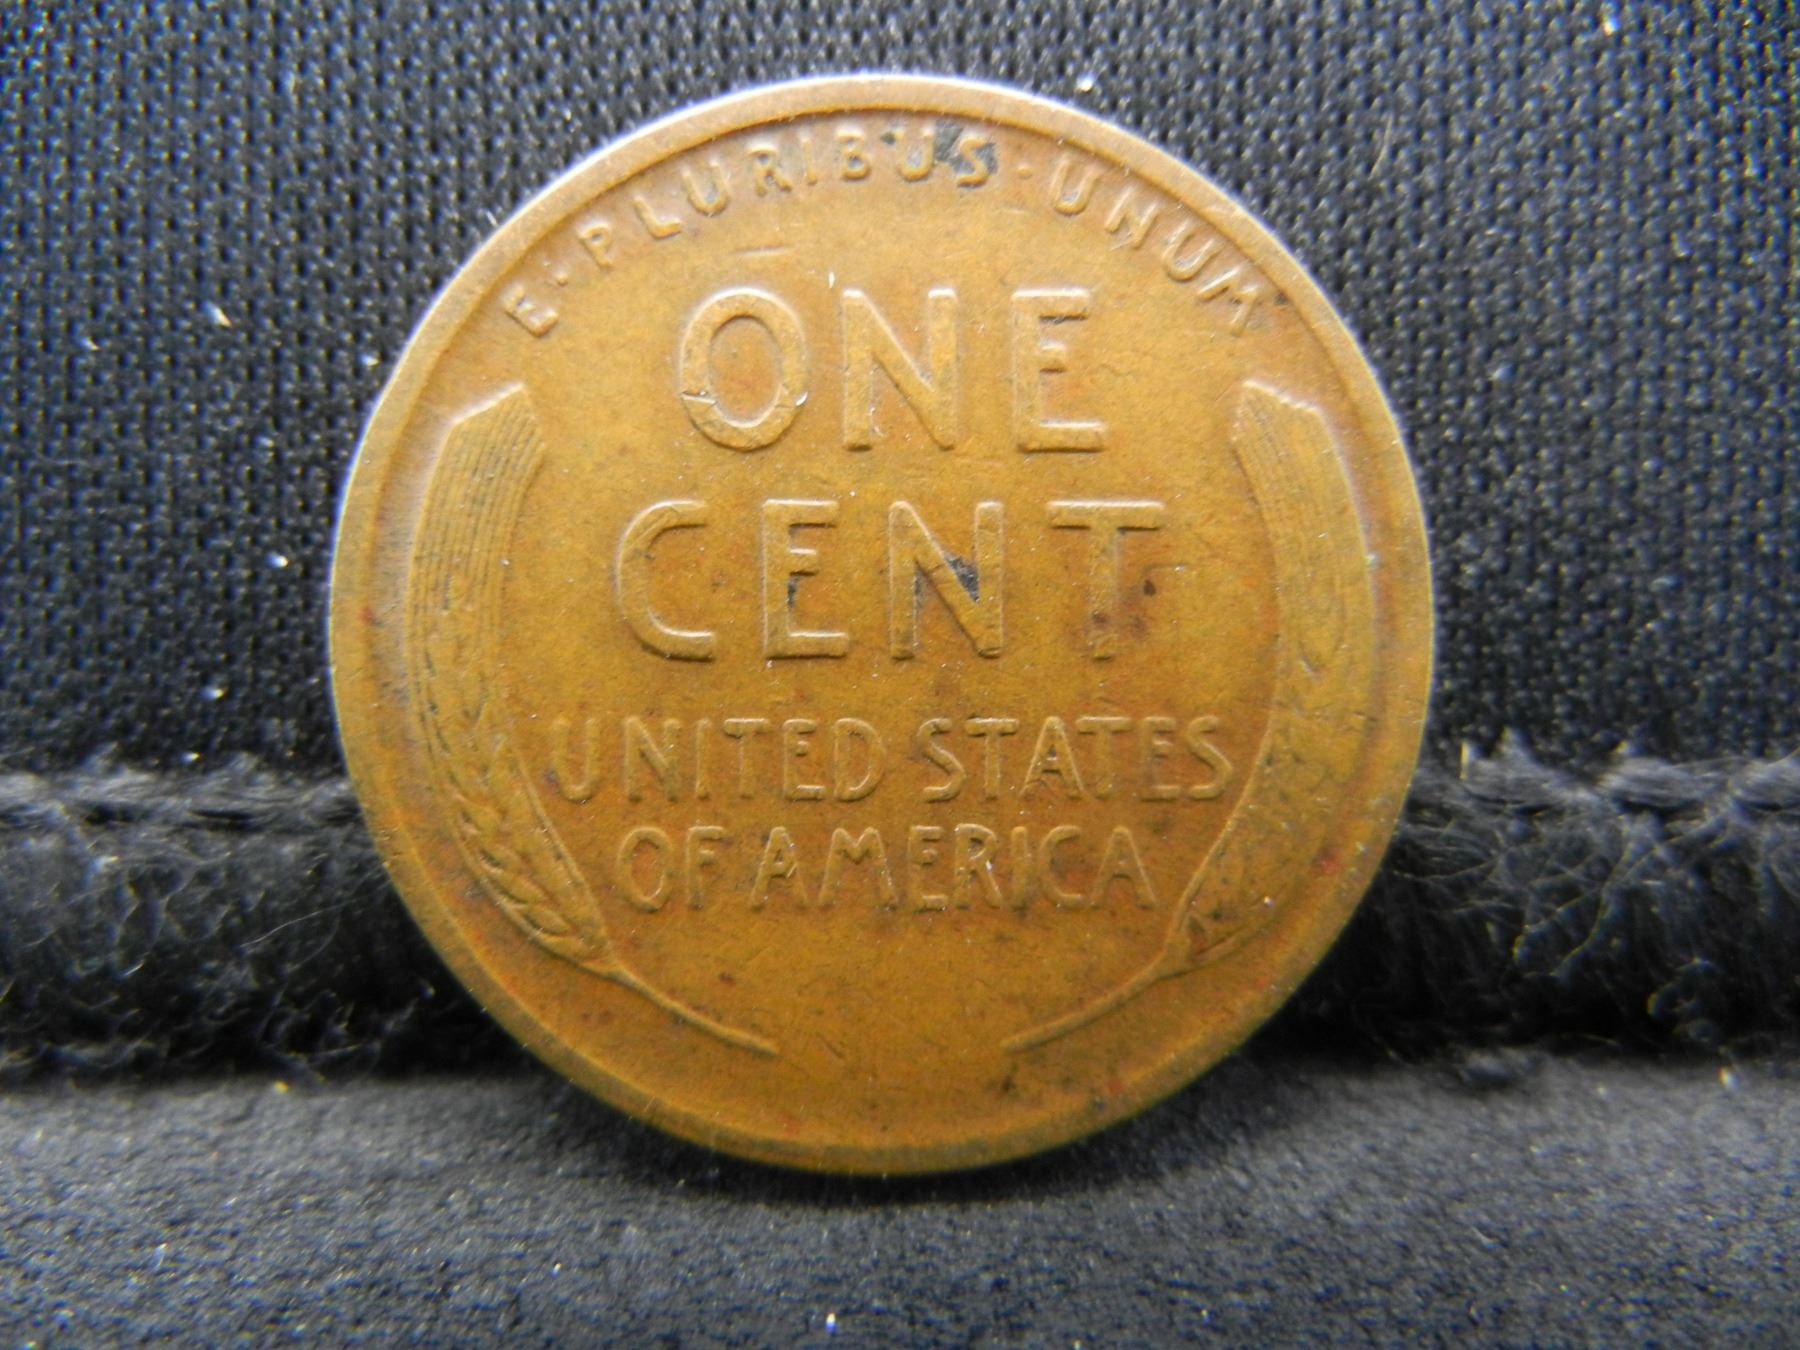 E·PLURIBUS·UNUM
ONE
CENT
UNITED STATES
OF AMERICA